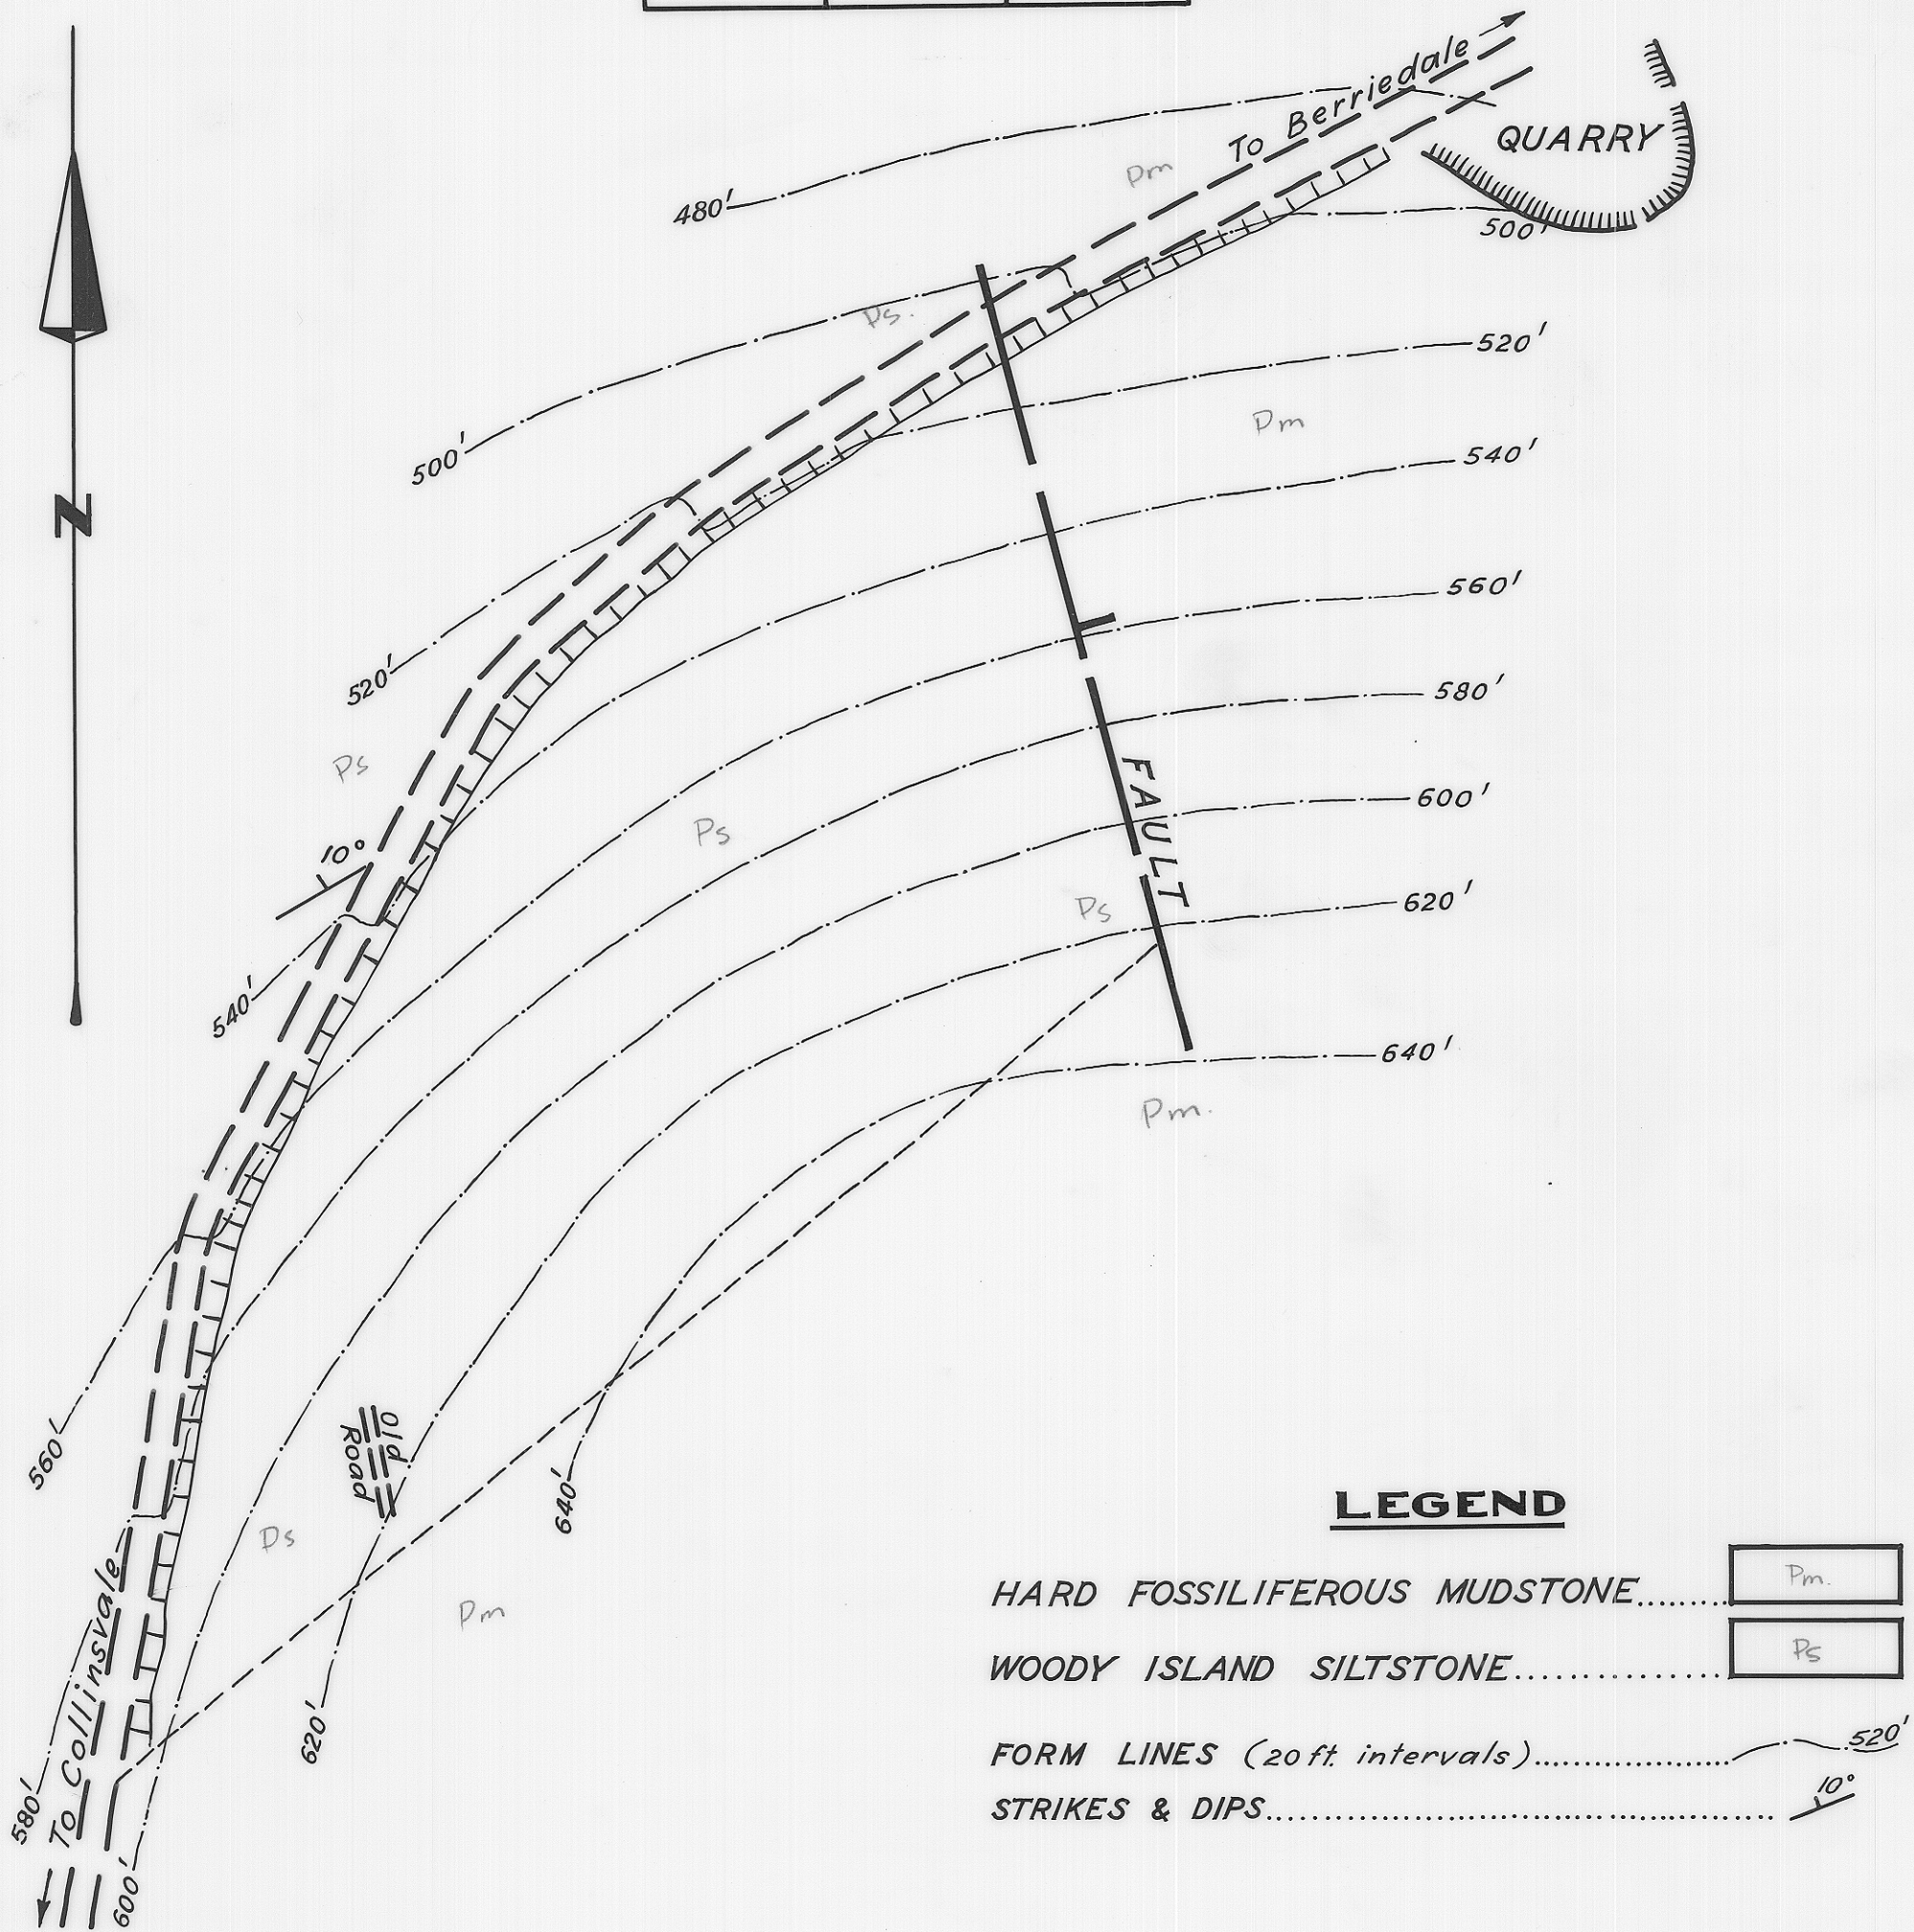 To Berriedale
QUARRY
Pm
480'
500'
Ps.
520'
Pm
500'
540'
N
560'
520'
580'
Ps
FAULT
600'
Ps
10°
Ps
620'
540'
640'
Pm.
Old
Road
560'
640'
Ps
Pm
To Collinsvale
620'
580'
600'
LEGEND
HARD FOSSILIFEROUS MUDSTONE......... Pm.
WOODY ISLAND SILTSTONE............... Ps
FORM LINES (20 ft. intervals)..................... 520'
STRIKES & DIPS................................................ 10°